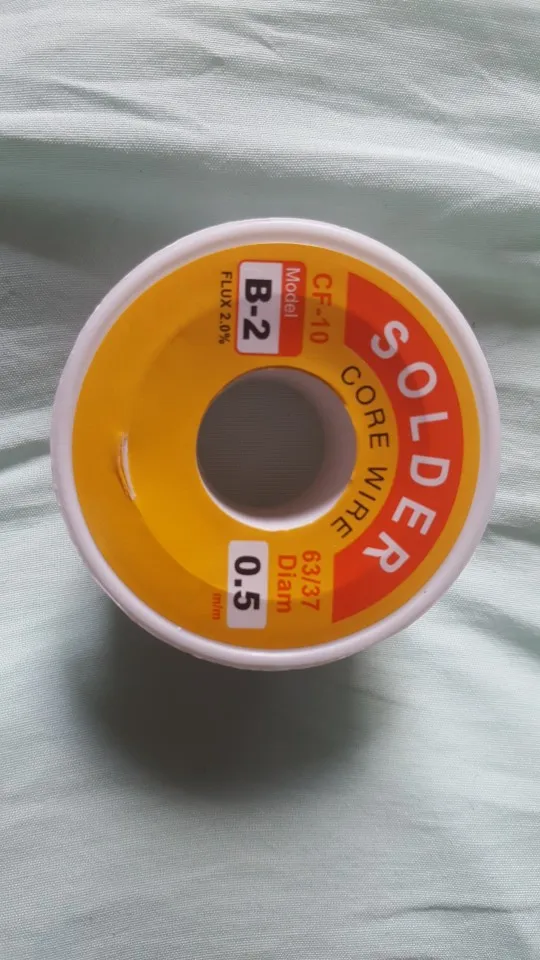 SOLDER
CORE WIRE
CF-10
Model
B-2
FLUX 2.0%
63/37
Diam
0.5
m/m